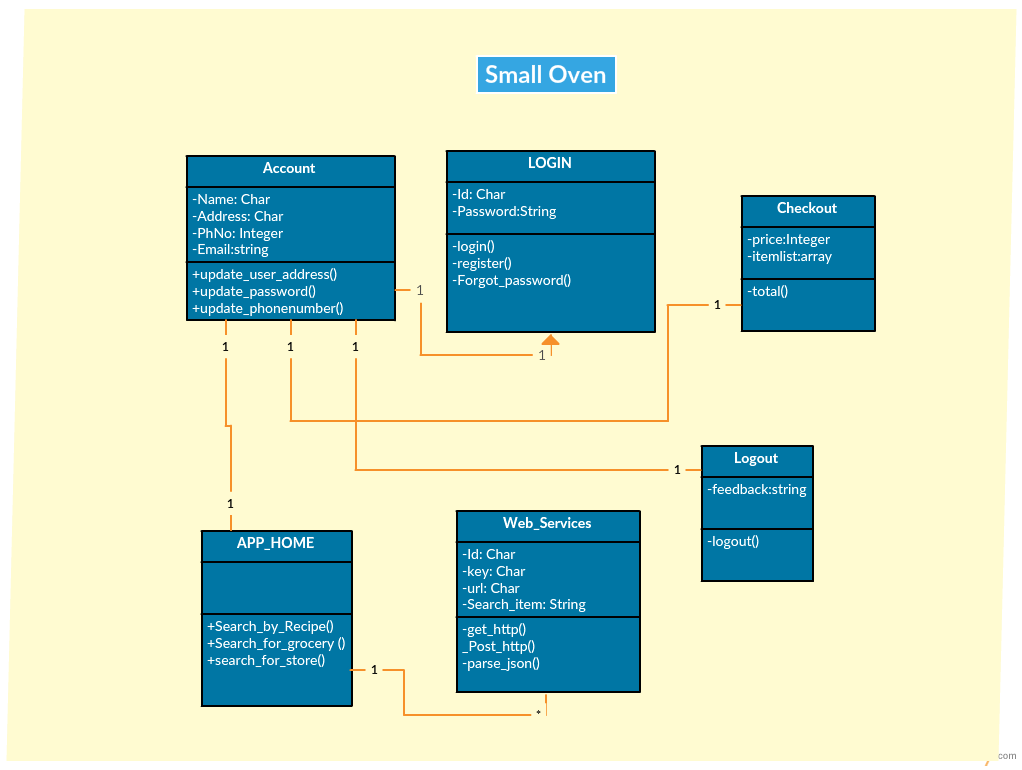 Small Oven
Account
-Name: Char
-Address: Char
-PhNo: Integer
-Email:string
+update_user_address()
+update_password()
+update_phonenumber()
LOGIN
-Id: Char
-Password:String
-login()
-register()
-Forgot_password()
Checkout
-price:Integer
-itemlist:array
-total()
1
1
1
1
1
1
1
1
Logout
-feedback:string
-logout()
APP_HOME
+Search_by_Recipe()
+Search_for_grocery ()
+search_for_store()
Web_Services
-Id: Char
-key: Char
-url: Char
-Search_item: String
-get_http()
_Post_http()
-parse_json()
1
*
com